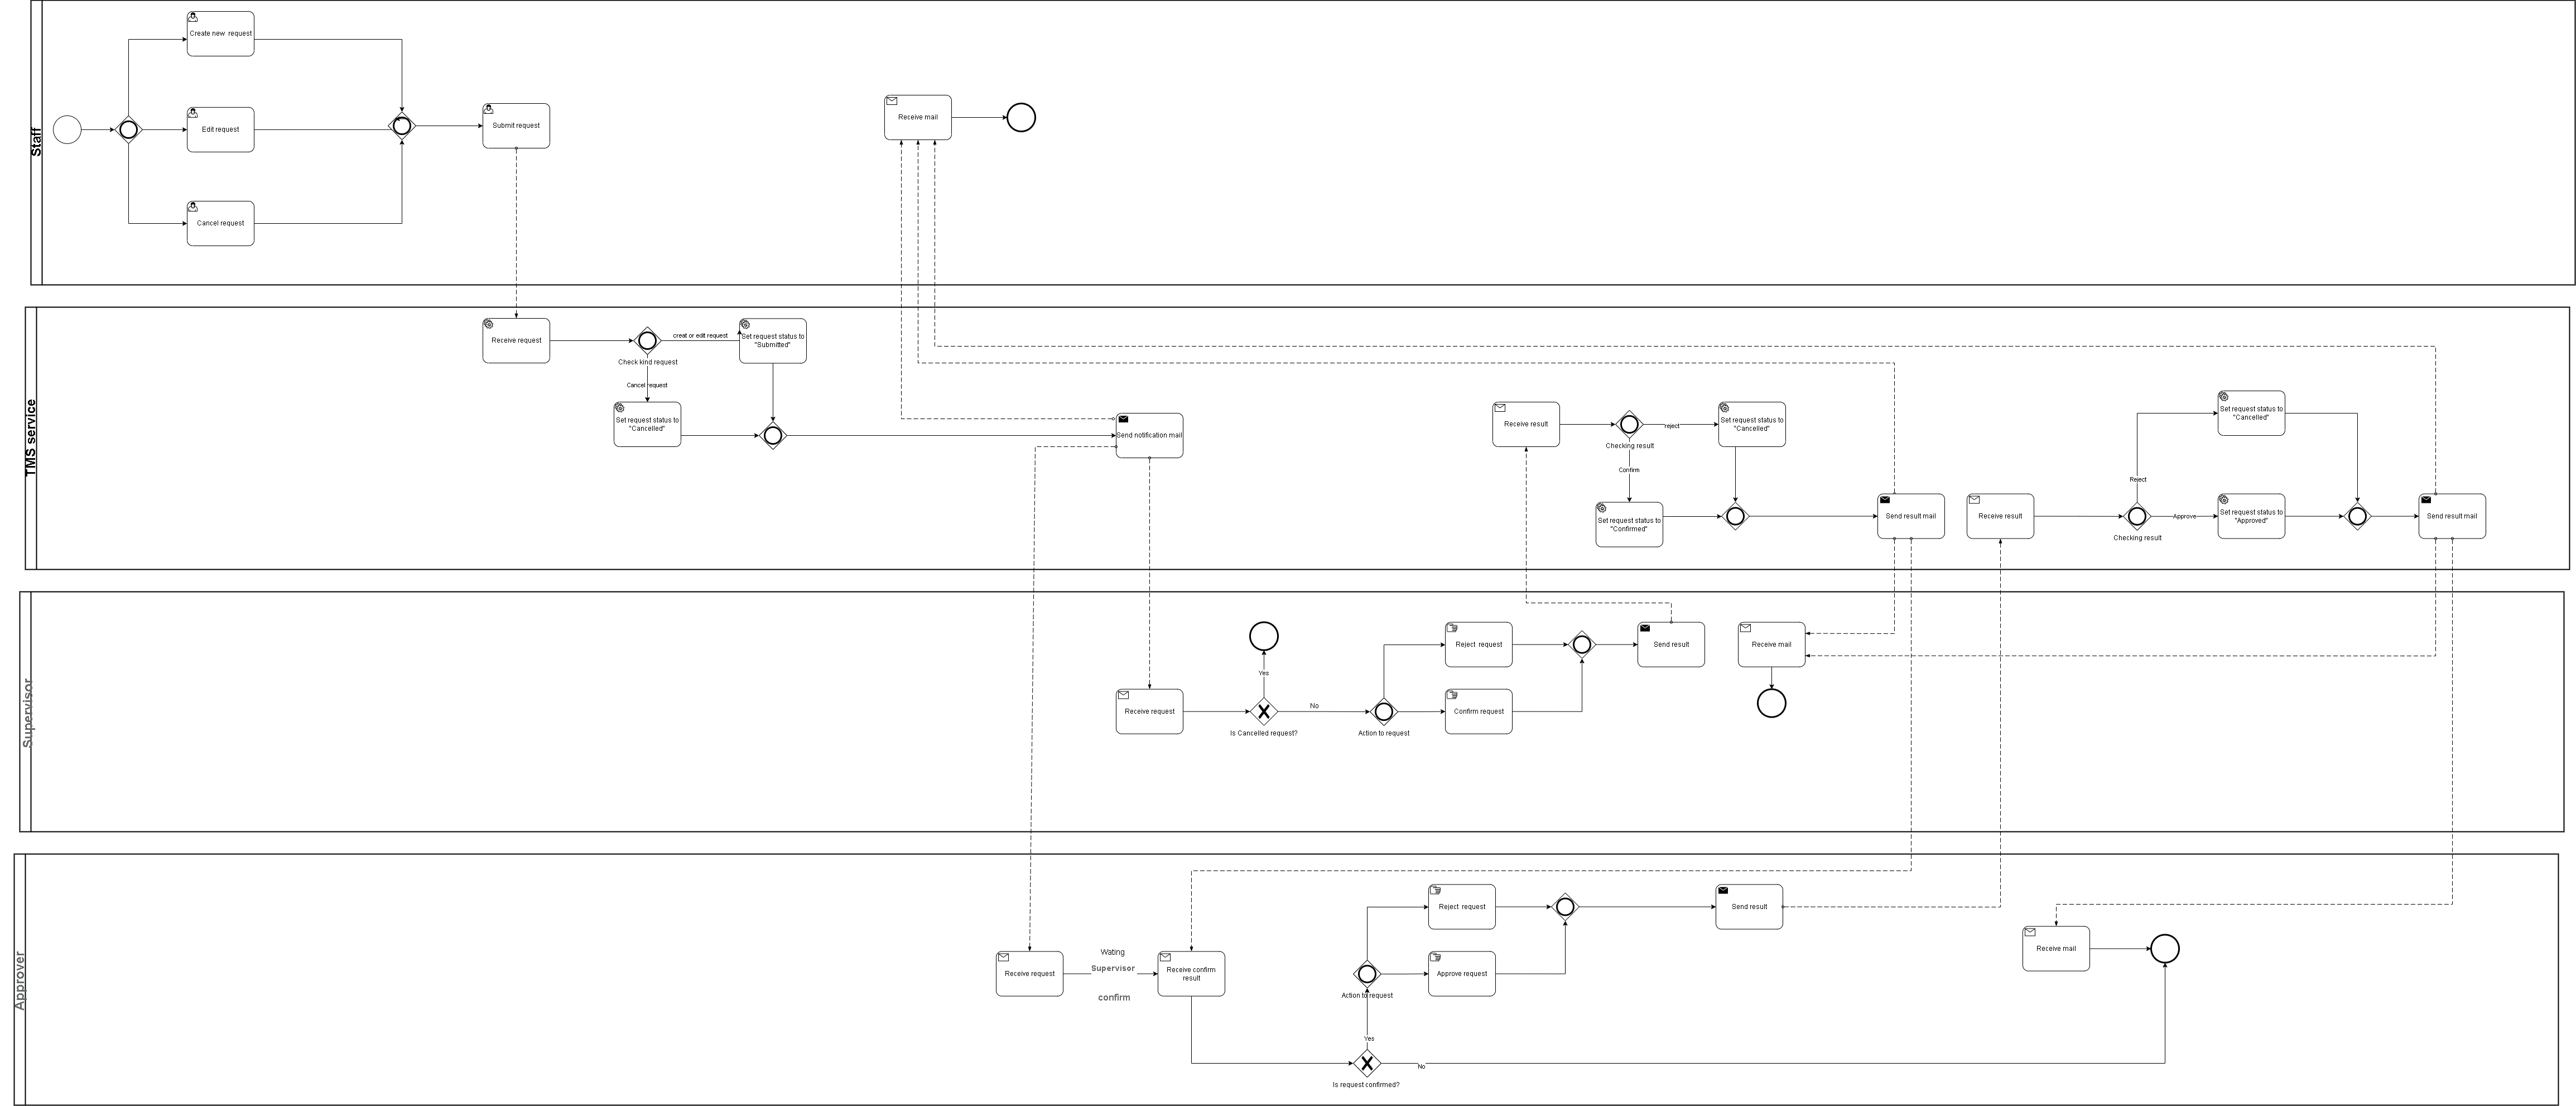 Staff
Create new  request
Edit request
Cancel request
Submit request
Receive mail
TMS service
Receive request
Check kind request
creat or edit request
Set request status to
"Submitted"
Cancel request
Set request status to
"Cancelled"
Send notification mail
Receive result
Checking result
reject
Set request status to
"Cancelled"
Confirm
Set request status to
"Confirmed"
Send result mail
Receive result
Checking result
Reject
Set request status to
"Cancelled"
Approve
Set request status to
"Approved"
Send result mail
Supervisor
Receive request
Is Cancelled request?
Yes
No
Action to request
Reject  request
Confirm request
Send result
Receive mail
Approver
Receive request
Wating
Supervisor
confirm
Receive confirm
result
Is request confirmed?
Yes
No
Action to request
Reject  request
Approve request
Send result
Receive mail